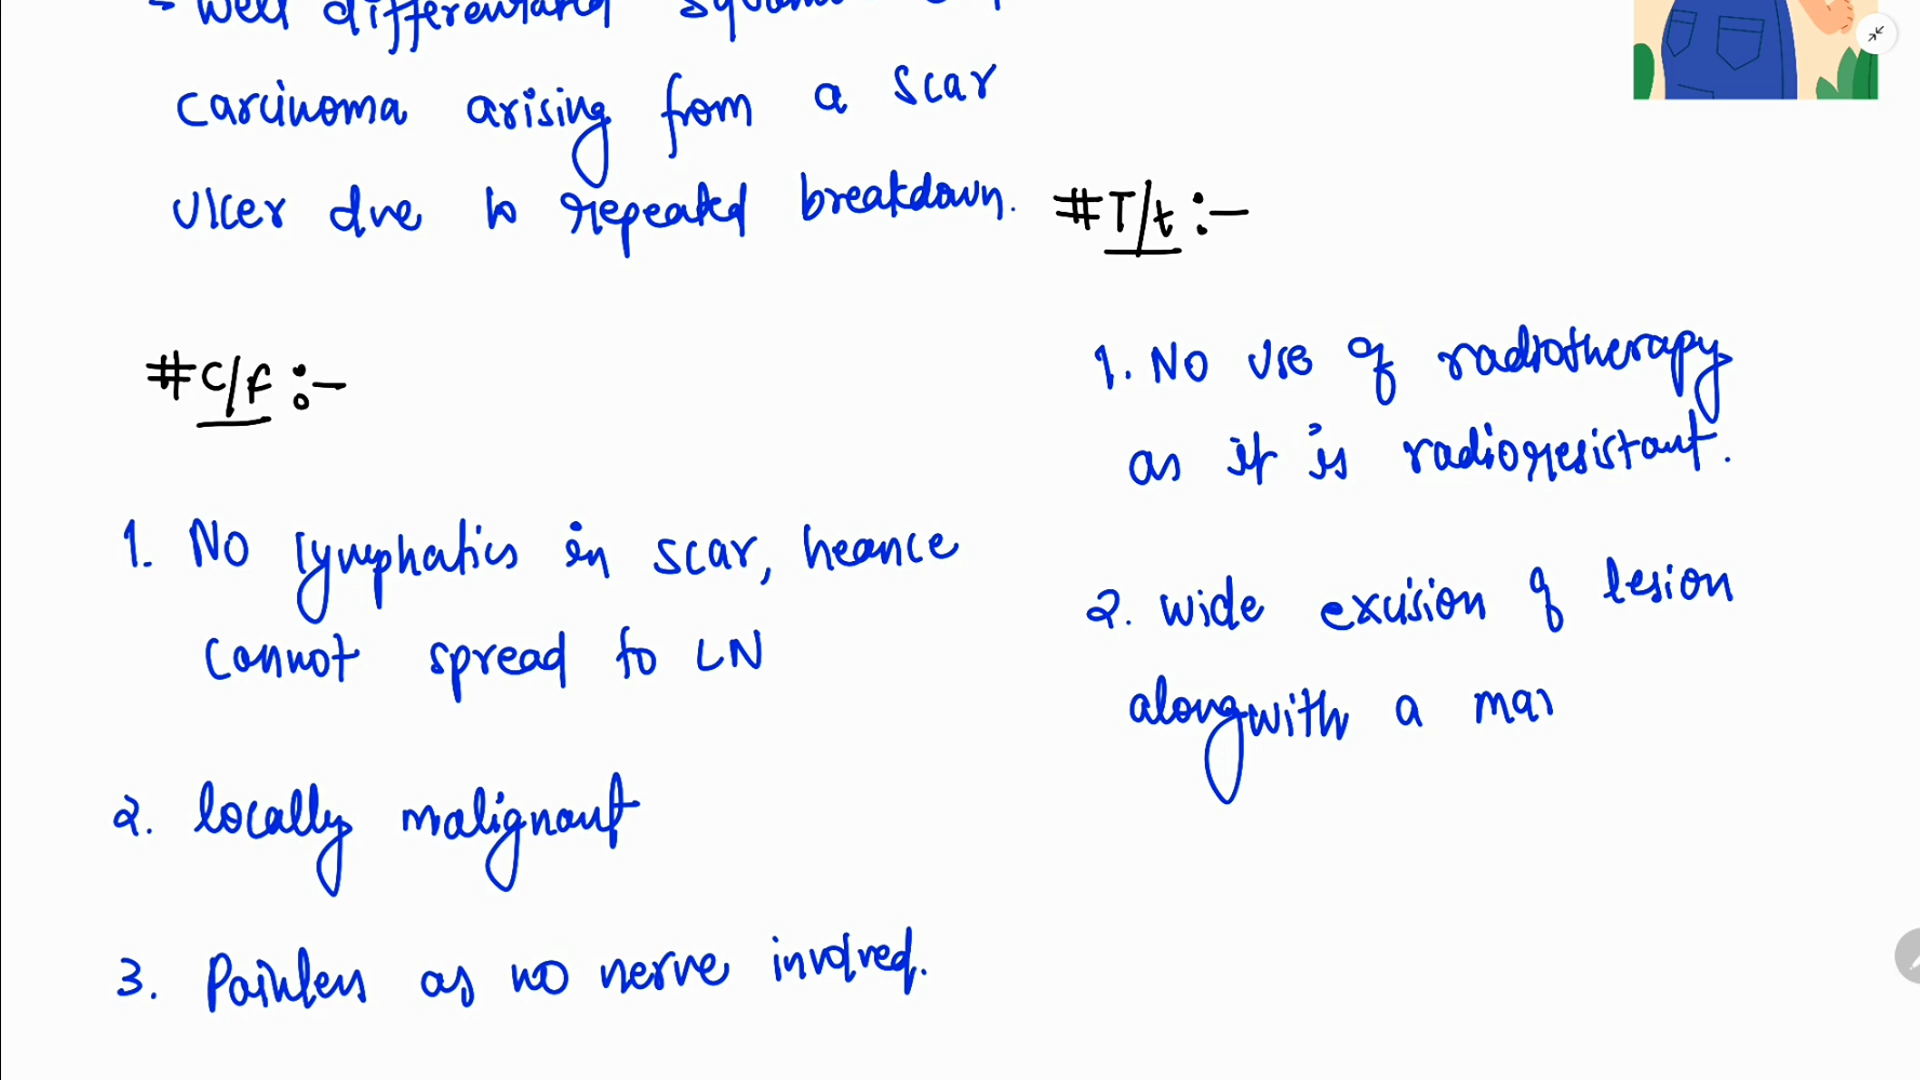 - well differentiated
carcinoma arising from a scar
ulcer due to repeated breakdown.
#C/f :-
1. No lymphatics in scar, heance
cannot spread to LN
2. locally malignant
3. Painless as no nerve involved.
#T/t :-
1. No use of radiotherapy
as it is radioresistant.
2. wide excision of lesion
alongwith a mar